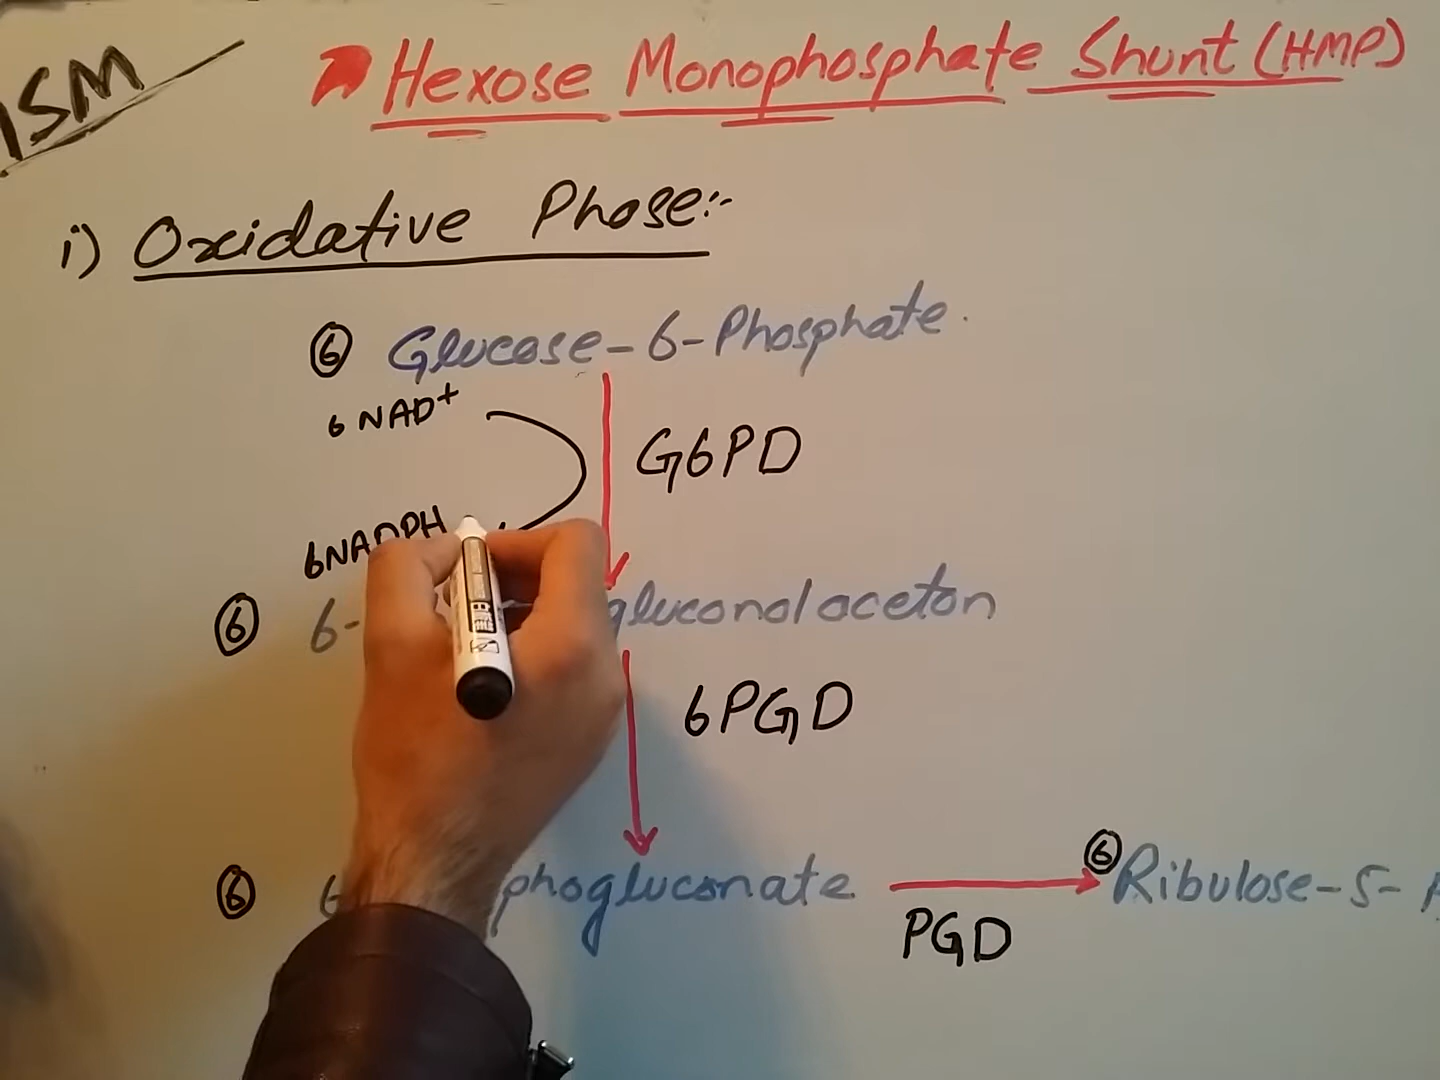 ISM
Hexose Monophosphate Shunt (HMP)
i) Oxidative Phase:-
⑥ Glucose-6-Phosphate.
6 NAD+
G6PD
6NADPH
⑥ 6- gluconolaceton
6PGD
⑥ 6 phogluconate
PGD
⑥ Ribulose-5-